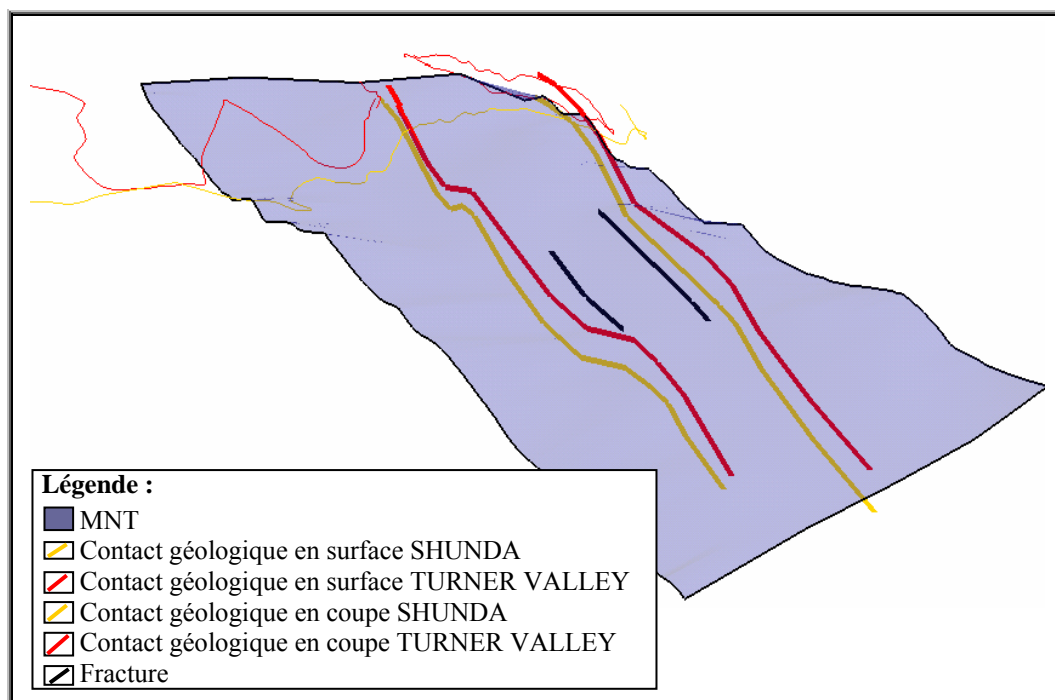 Légende :
MNT
Contact géologique en surface SHUNDA
Contact géologique en surface TURNER VALLEY
Contact géologique en coupe SHUNDA
Contact géologique en coupe TURNER VALLEY
Fracture